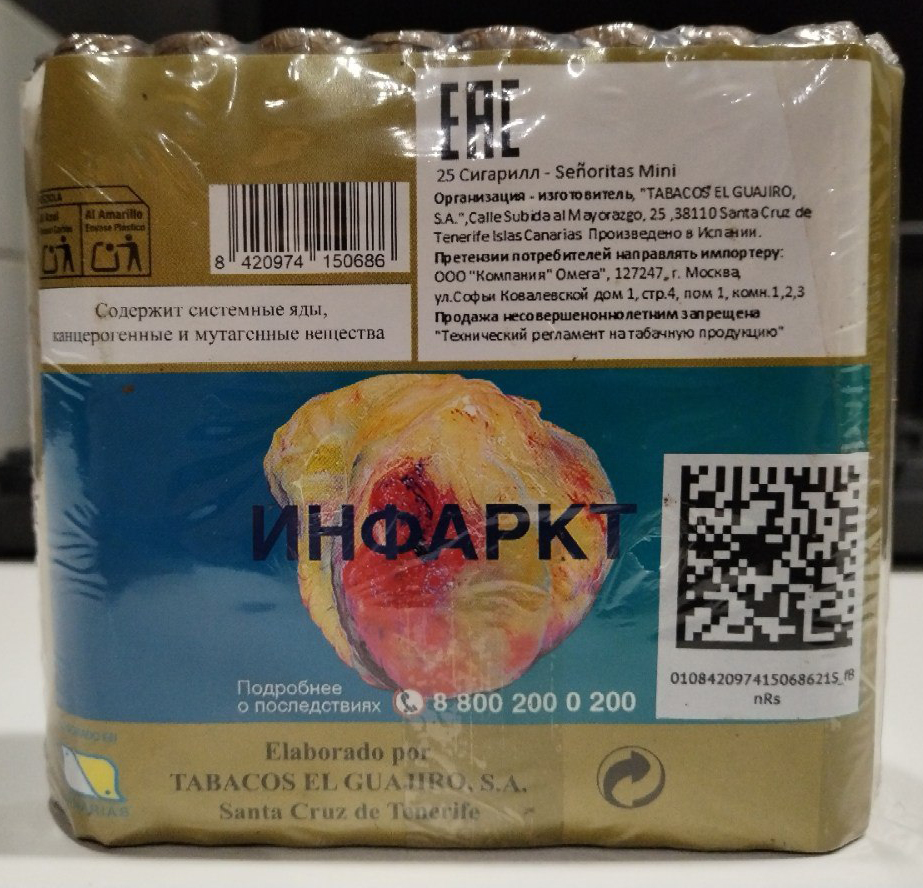 EAC
25 Сигарилл - Señoritas Mini
Организация - изготовитель, "TABACOS EL GUAJIRO,
S.A.",Calle Subida al Mayorazgo, 25 ,38110 Santa Cruz de
Tenerife Islas Canarias Произведено в Испании.
Претензии потребителей направлять импортеру:
ООО "Компания" Омега", 127247, г. Москва,
ул.Софьи Ковалевской дом 1, стр.4, пом 1, комн.1,2,3
Продажа несовершеноннолетним запрещена
"Технический регламент на табачную продукцию"
Al Amarillo
Envase Plástico
8 420974 150686
Содержит системные яды,
канцерогенные и мутагенные вещества
ИНФАРКТ
Подробнее
о последствиях 8 800 200 0 200
0108420974150686215_fB
nRs
Elaborado por
TABACOS EL GUAJIRO, S.A.
Santa Cruz de Tenerife